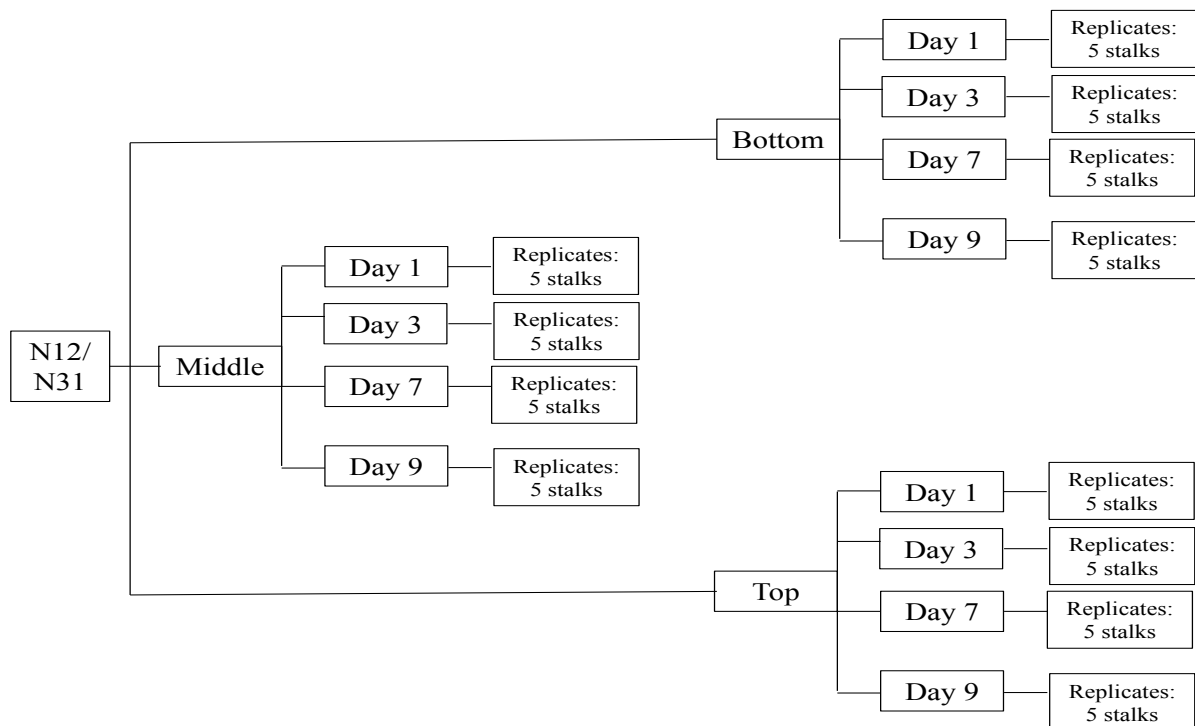 N12/
N31
Middle
Day 1
Replicates:
5 stalks
Day 3
Replicates:
5 stalks
Day 7
Replicates:
5 stalks
Day 9
Replicates:
5 stalks
Bottom
Day 1
Replicates:
5 stalks
Day 3
Replicates:
5 stalks
Day 7
Replicates:
5 stalks
Day 9
Replicates:
5 stalks
Top
Day 1
Replicates:
5 stalks
Day 3
Replicates:
5 stalks
Day 7
Replicates:
5 stalks
Day 9
Replicates:
5 stalks